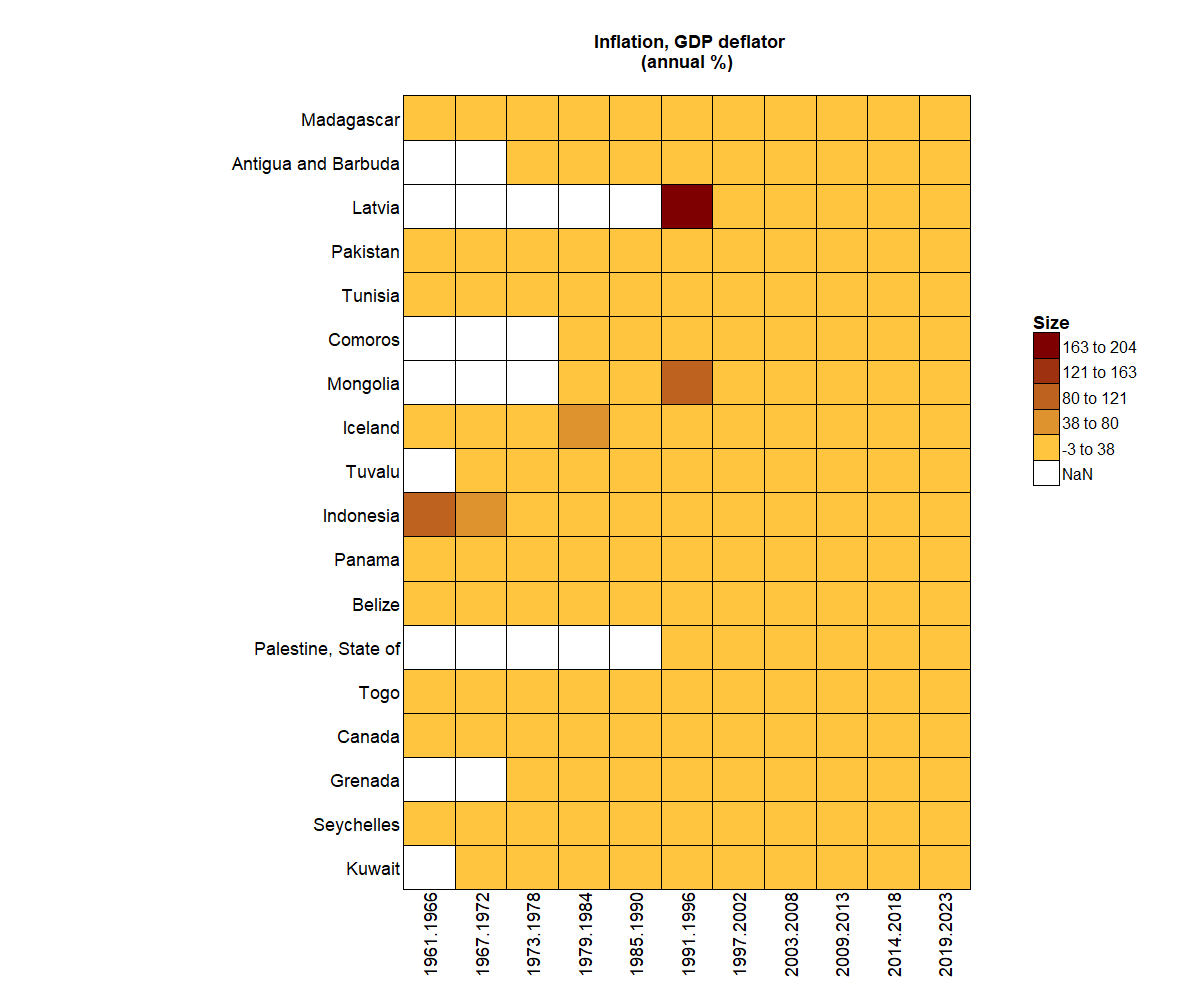 Inflation, GDP deflator
(annual %)
Madagascar
Antigua and Barbuda
Latvia
Pakistan
Tunisia
Comoros
Mongolia
Iceland
Tuvalu
Indonesia
Panama
Belize
Palestine, State of
Togo
Canada
Grenada
Seychelles
Kuwait
1961.1966
1967.1972
1973.1978
1979.1984
1985.1990
1991.1996
1997.2002
2003.2008
2009.2013
2014.2018
2019.2023
Size
163 to 204
121 to 163
80 to 121
38 to 80
-3 to 38
NaN